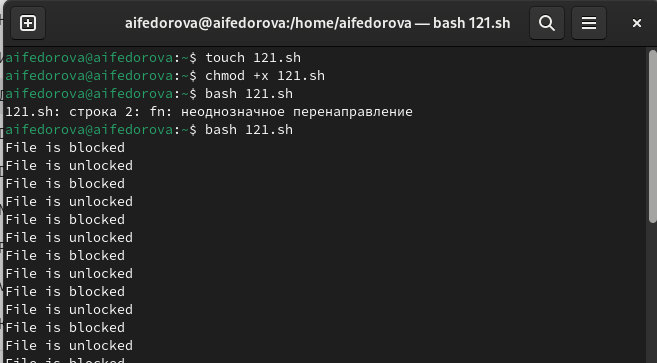 aifedorova@aifedorova:/home/aifedorova — bash 121.sh
aifedorova@aifedorova:~$ touch 121.sh
aifedorova@aifedorova:~$ chmod +x 121.sh
aifedorova@aifedorova:~$ bash 121.sh
121.sh: строка 2: fn: неоднозначное перенаправление
aifedorova@aifedorova:~$ bash 121.sh
File is blocked
File is unlocked
File is blocked
File is unlocked
File is blocked
File is unlocked
File is blocked
File is unlocked
File is blocked
File is unlocked
File is blocked
File is unlocked
File is blocked